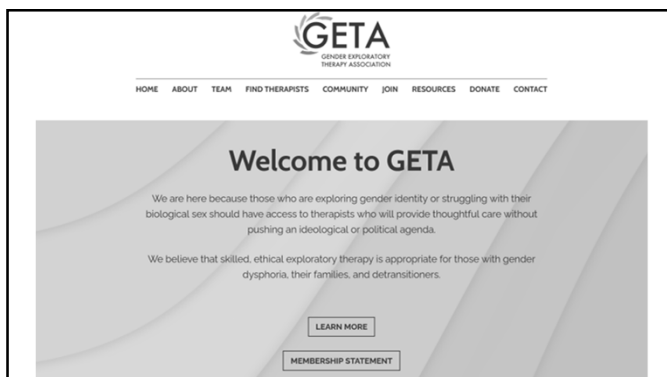 GETA
GENDER EXPLORATORY
THERAPY ASSOCIATION
HOME ABOUT TEAM FIND THERAPISTS COMMUNITY JOIN RESOURCES DONATE CONTACT
Welcome to GETA
We are here because those who are exploring gender identity or struggling with their
biological sex should have access to therapists who will provide thoughtful care without
pushing an ideological or political agenda.
We believe that skilled, ethical exploratory therapy is appropriate for those with gender
dysphoria, their families, and detransitioners.
LEARN MORE
MEMBERSHIP STATEMENT